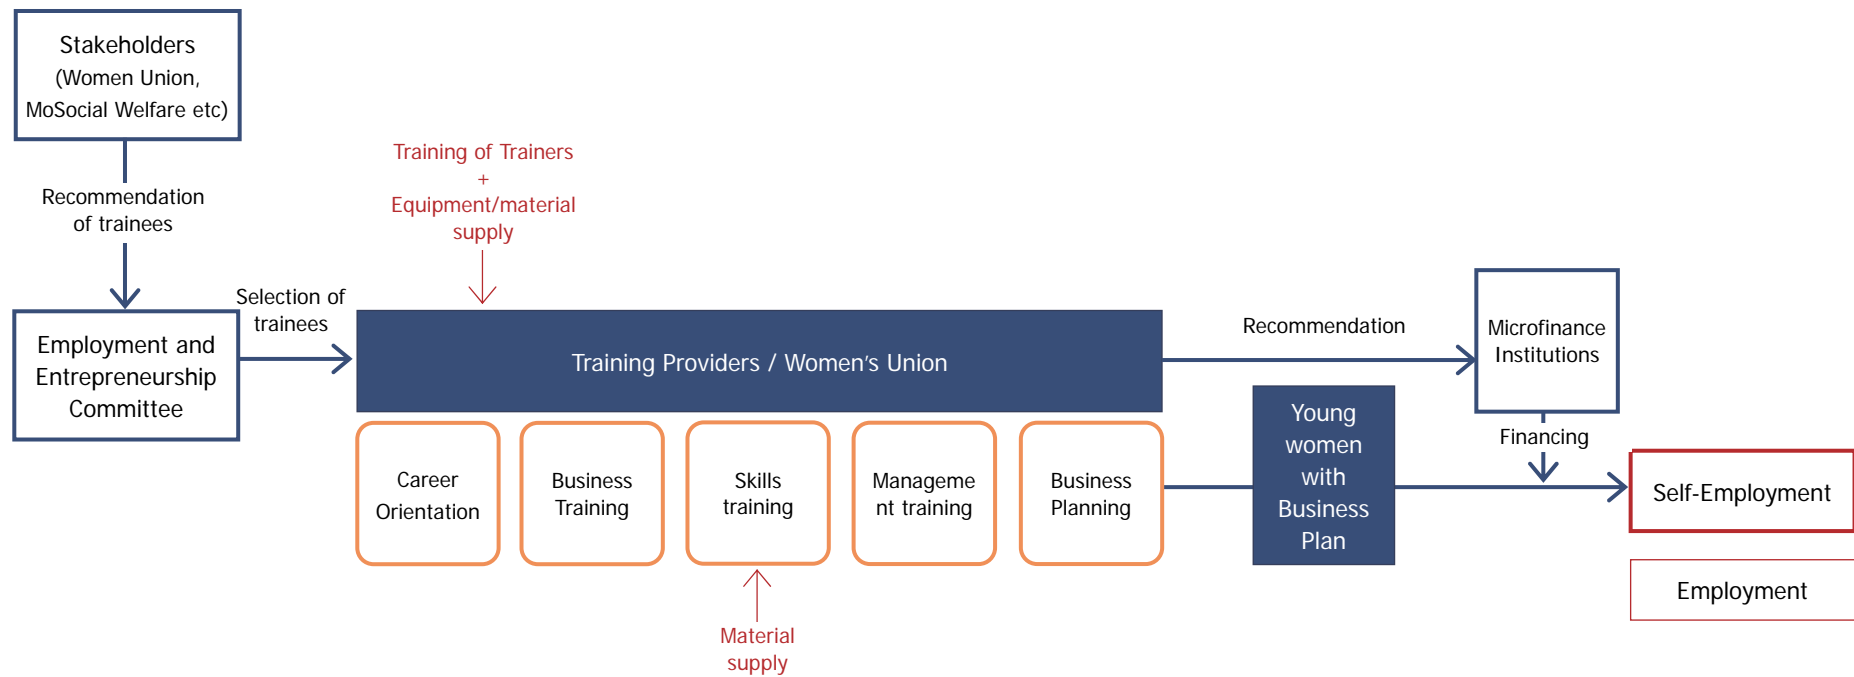 Stakeholders
(Women Union,
MoSocial Welfare etc)
Recommendation
of trainees
Employment and
Entrepreneurship
Committee
Selection of
trainees
Training of Trainers
+
Equipment/material
supply
Training Providers / Women's Union
Career
Orientation
Business
Training
Skills
training
Manageme
nt training
Business
Planning
Material
supply
Recommendation
Microfinance
Institutions
Financing
Young
women
with
Business
Plan
Self-Employment
Employment